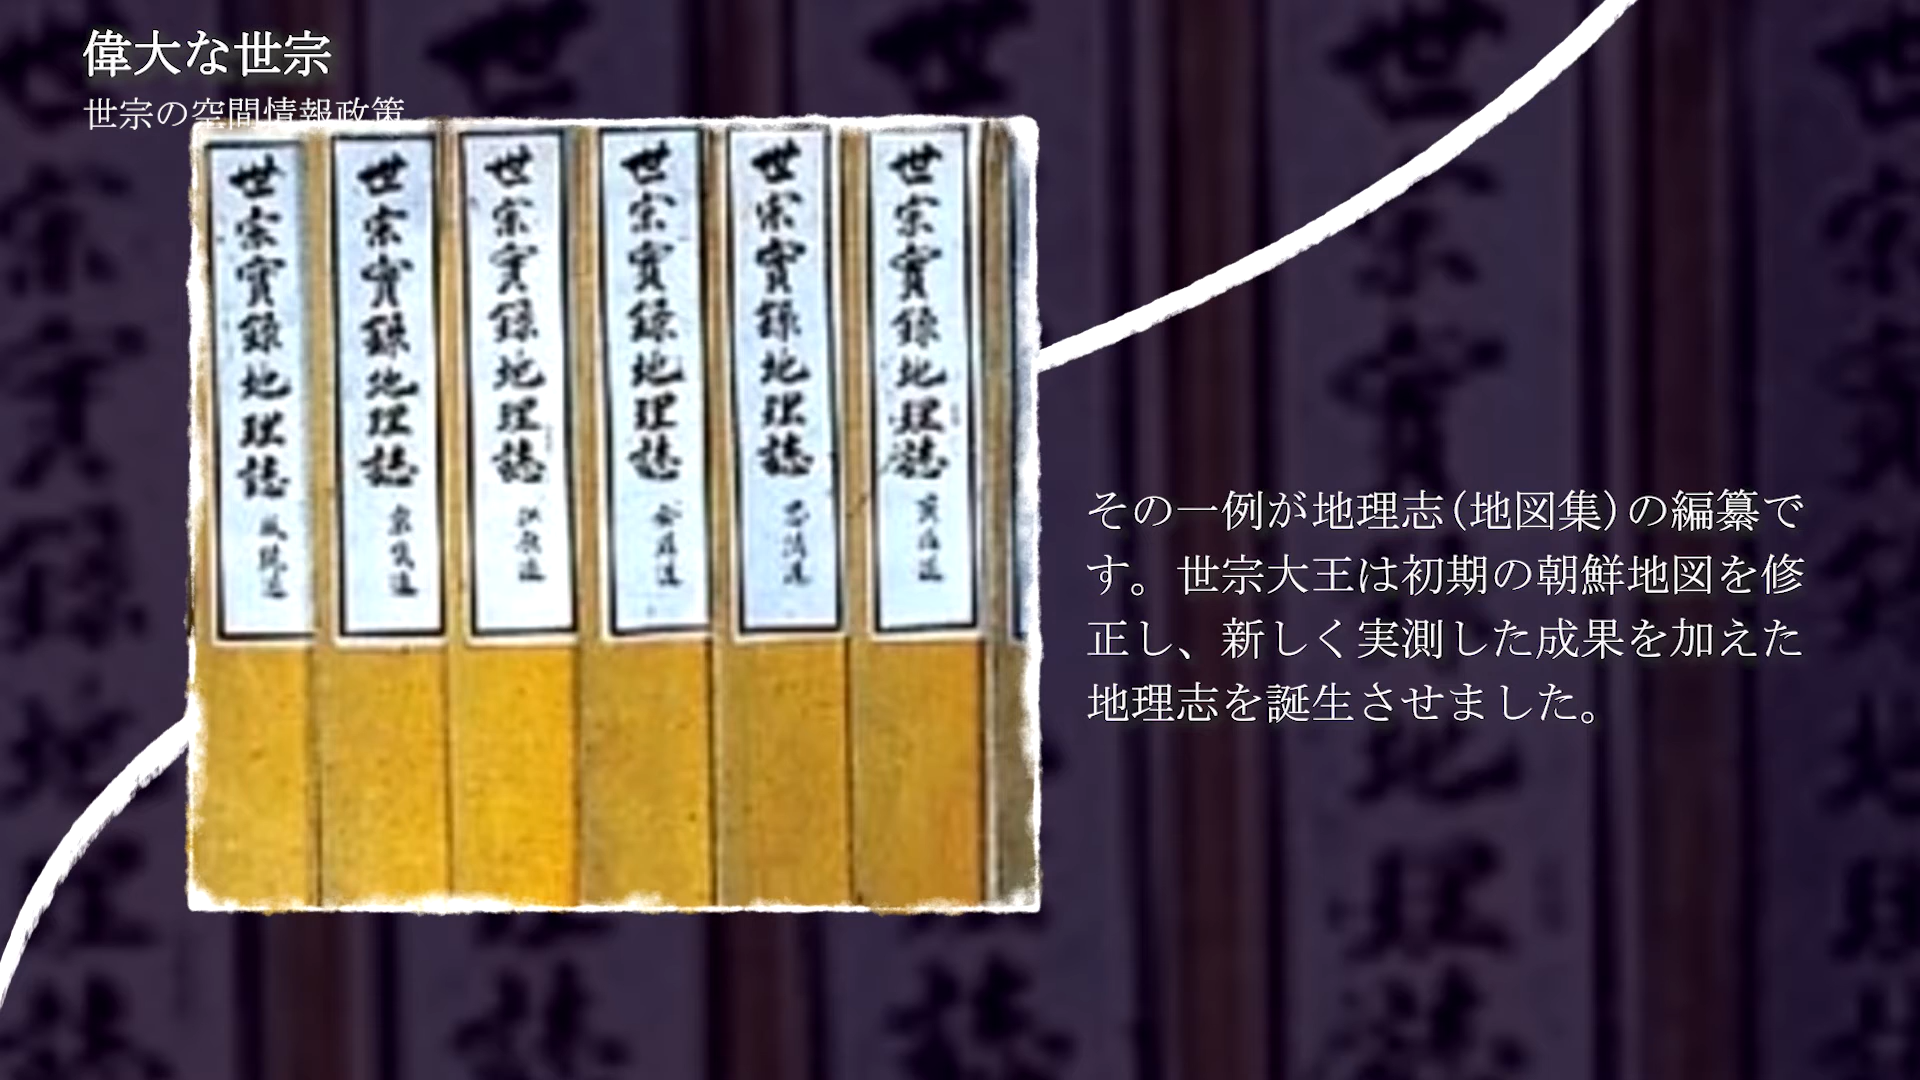 偉大な世宗
世宗の空間情報政策
世宗實錄地理誌
世宗實錄地理誌
世宗實錄地理誌
世宗實錄地理誌
世宗實錄地理誌
世宗實錄地理誌
その一例が地理志(地図集)の編纂で
す。世宗大王は初期の朝鮮地図を修
正し、新しく実測した成果を加えた
地理志を誕生させました。